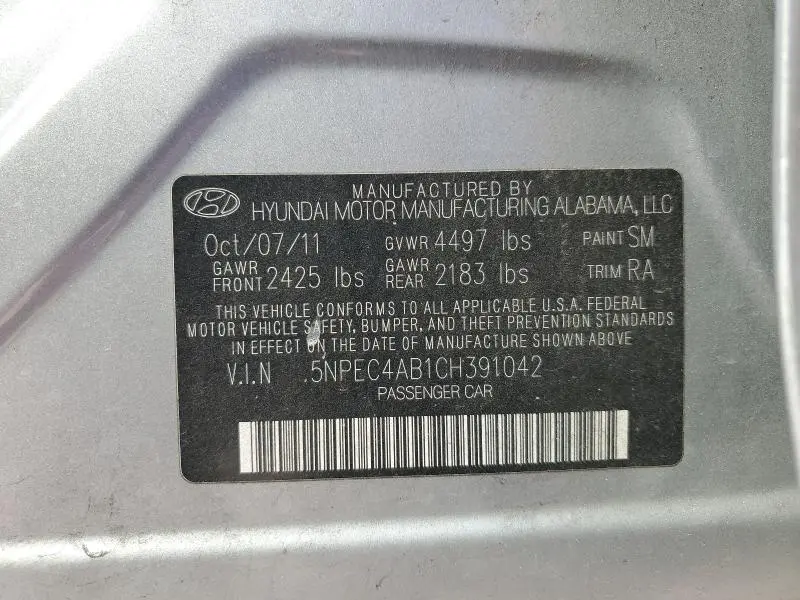 MANUFACTURED BY
HYUNDAI MOTOR MANUFACTURING ALABAMA, LLC
Oct/07/11 GVWR 4497 lbs PAINT SM
GAWR FRONT 2425 lbs GAWR REAR 2183 lbs TRIM RA
THIS VEHICLE CONFORMS TO ALL APPLICABLE U.S.A. FEDERAL
MOTOR VEHICLE SAFETY, BUMPER, AND THEFT PREVENTION STANDARDS
IN EFFECT ON THE DATE OF MANUFACTURE SHOWN ABOVE
V.I.N .5NPEC4AB1CH391042
PASSENGER CAR